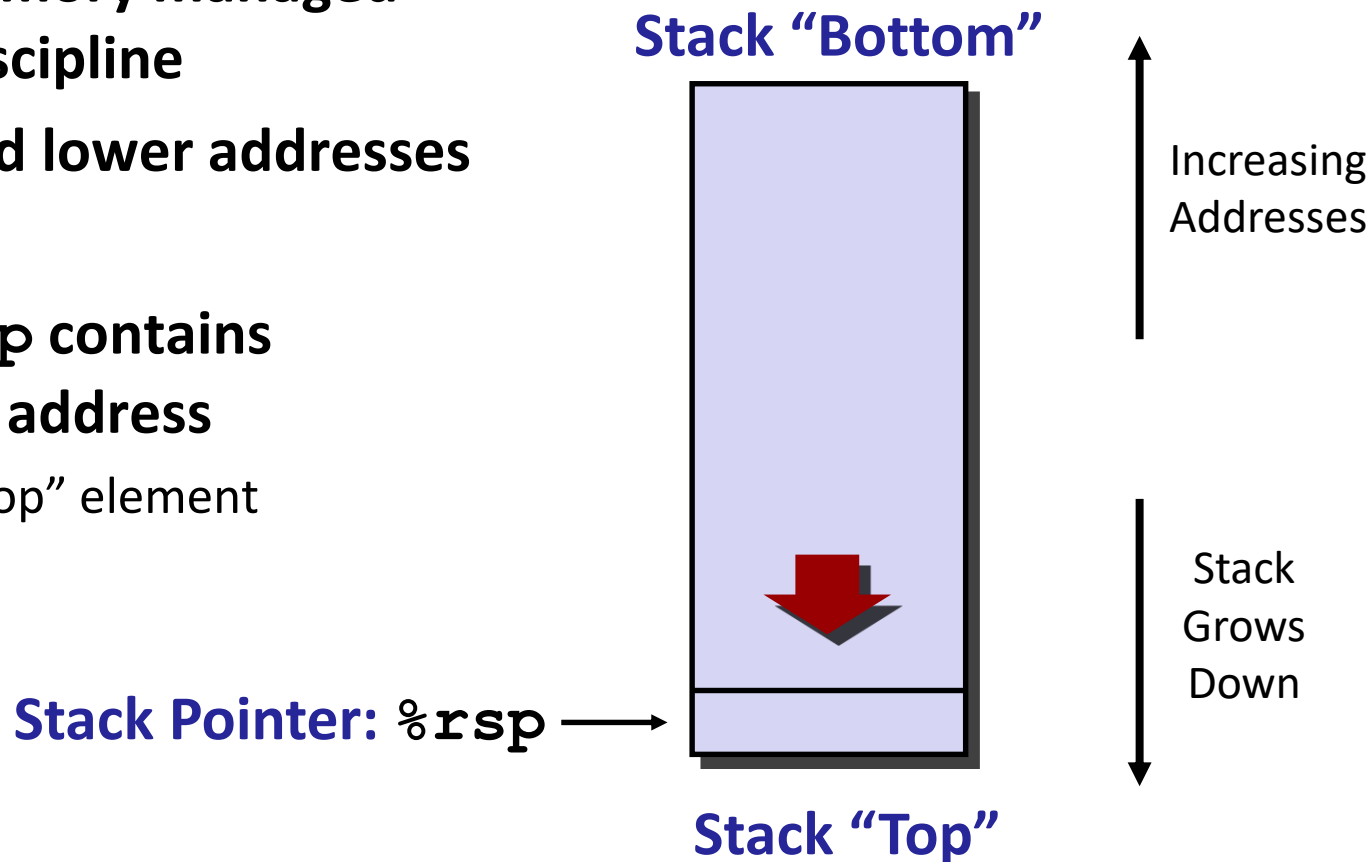 managed
scipline
d lower addresses
p contains
address
op” element
Stack “Bottom”
Increasing
Addresses
Stack
Grows
Down
Stack Pointer: %rsp
Stack “Top”